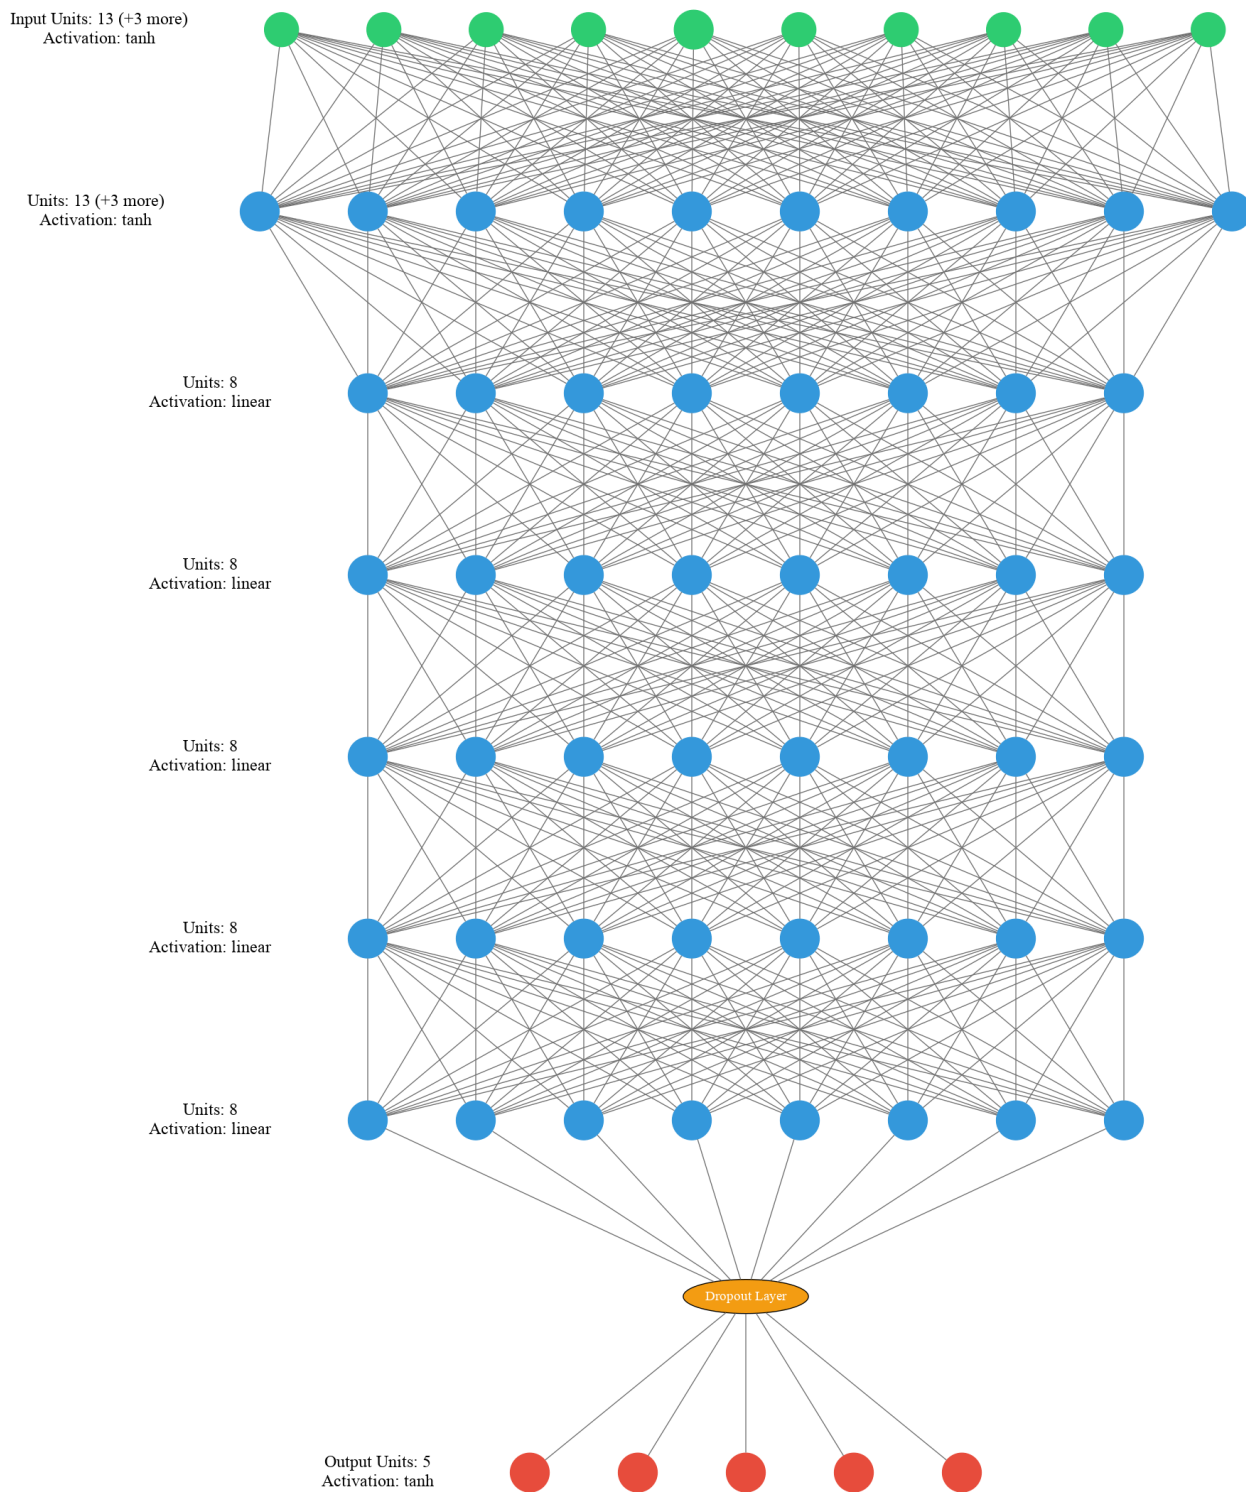 Input Units: 13 (+3 more)
Activation: tanh
Units: 13 (+3 more)
Activation: tanh
Units: 8
Activation: linear
Units: 8
Activation: linear
Units: 8
Activation: linear
Units: 8
Activation: linear
Units: 8
Activation: linear
Dropout Layer
Output Units: 5
Activation: tanh